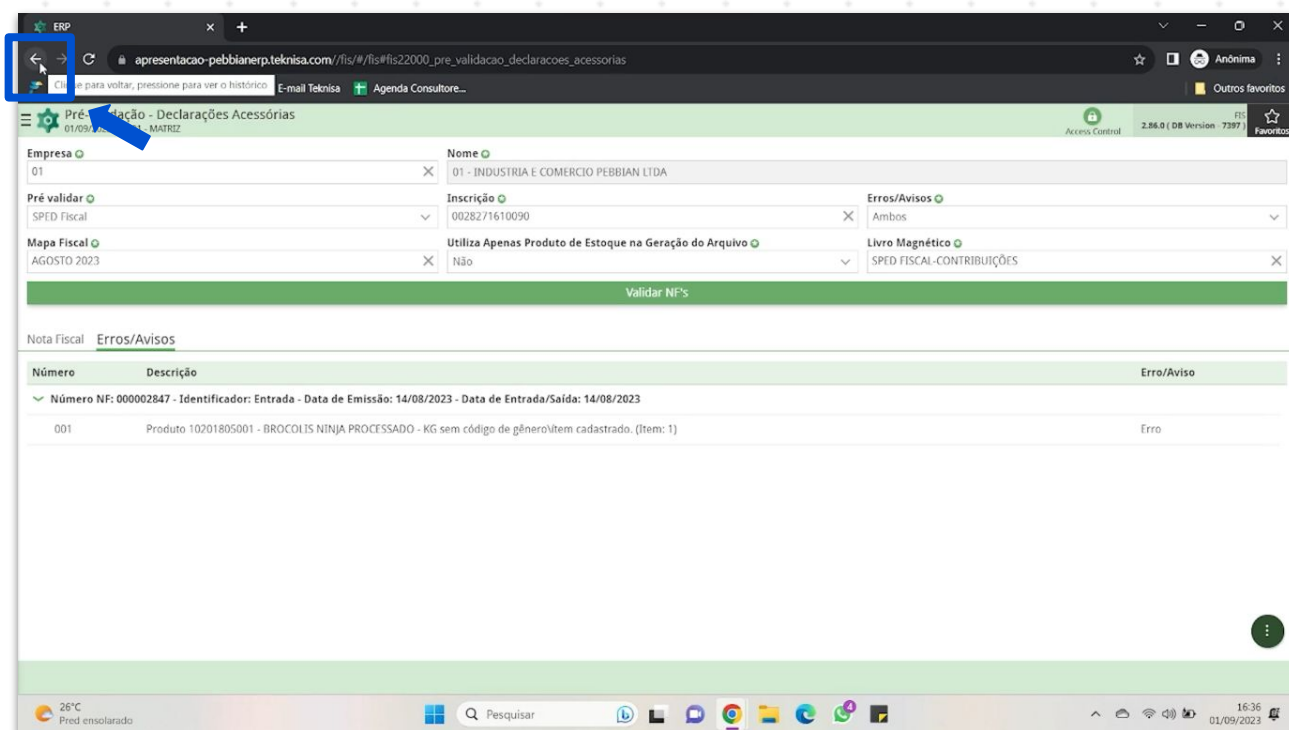 ERP
apresentacao-pebbianerp.teknisa.com//fis/#/fis#fis22000_pre_validacao_declaracoes_acessorias
Anônima
para voltar, pressione para ver o histórico
E-mail Teknisa
Agenda Consultore...
Outros favoritos
Declarações Acessórias
MATRIZ
Access Control
FIS
2.86.0 ( DB Version - 7397 )
Favoritos
Empresa
Nome
01
01 - INDUSTRIA E COMERCIO PEBBIAN LTDA
Pré validar
Inscrição
Erros/Avisos
SPED Fiscal
0028271610090
Ambos
Mapa Fiscal
Utiliza Apenas Produto de Estoque na Geração do Arquivo
Livro Magnético
AGOSTO 2023
Não
SPED FISCAL-CONTRIBUIÇÕES
Validar NF's
Nota Fiscal Erros/Avisos
Número Descrição Erro/Aviso
Número NF: 000002847 - Identificador: Entrada - Data de Emissão: 14/08/2023 - Data de Entrada/Saída: 14/08/2023
001 Produto 10201805001 - BROCOLIS NINJA PROCESSADO - KG sem código de gênero\ítem cadastrado. (Item: 1) Erro
26°C
Pred ensolarado
Pesquisar
4
16:36
01/09/2023